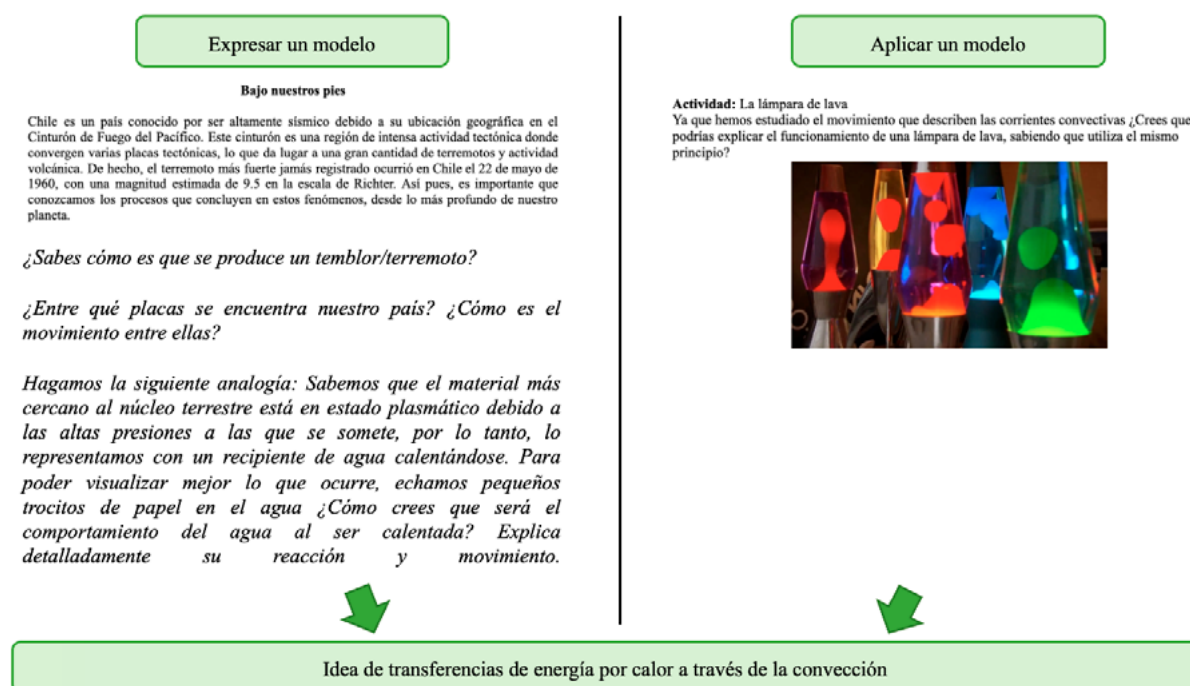 Expresar un modelo
Bajo nuestros pies
Chile es un país conocido por ser altamente sísmico debido a su ubicación geográfica en el
Cinturón de Fuego del Pacífico. Este cinturón es una región de intensa actividad tectónica donde
convergen varias placas tectónicas, lo que da lugar a una gran cantidad de terremotos y actividad
volcánica. De hecho, el terremoto más fuerte jamás registrado ocurrió en Chile el 22 de mayo de
1960, con una magnitud estimada de 9.5 en la escala de Richter. Así pues, es importante que
conozcamos los procesos que concluyen en estos fenómenos, desde lo más profundo de nuestro
planeta.
¿Sabes cómo es que se produce un temblor/terremoto?
¿Entre qué placas se encuentra nuestro país? ¿Cómo es el
movimiento entre ellas?
Hagamos la siguiente analogía: Sabemos que el material más
cercano al núcleo terrestre está en estado plasmático debido a
las altas presiones a las que se somete, por lo tanto, lo
representamos con un recipiente de agua calentándose. Para
poder visualizar mejor lo que ocurre, echamos pequeños
trocitos de papel en el agua ¿Cómo crees que será el
comportamiento del agua al ser calentada? Explica
detalladamente su reacción y movimiento.
Aplicar un modelo
Actividad: La lámpara de lava
Ya que hemos estudiado el movimiento que describen las corrientes convectivas ¿Crees que
podrías explicar el funcionamiento de una lámpara de lava, sabiendo que utiliza el mismo
principio?
Idea de transferencias de energía por calor a través de la convección